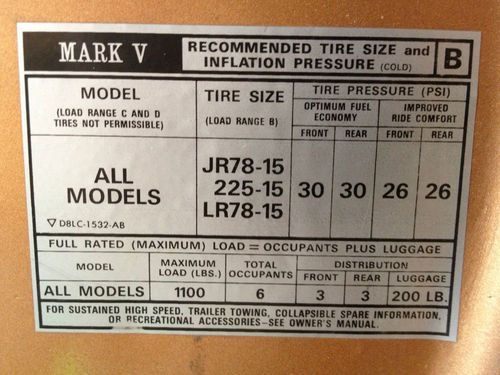 MARK V
RECOMMENDED TIRE SIZE and
INFLATION PRESSURE (COLD)
B
MODEL
(LOAD RANGE C AND D
TIRES NOT PERMISSIBLE)
TIRE SIZE
(LOAD RANGE B)
TIRE PRESSURE (PSI)
OPTIMUM FUEL
ECONOMY
IMPROVED
RIDE COMFORT
FRONT REAR FRONT REAR
ALL
MODELS
JR78-15
225-15
LR78-15
30 30 26 26
▽ D8LC-1532-AB
FULL RATED (MAXIMUM) LOAD = OCCUPANTS PLUS LUGGAGE
MODEL
MAXIMUM
LOAD (LBS.)
TOTAL
OCCUPANTS
DISTRIBUTION
FRONT REAR LUGGAGE
ALL MODELS 1100 6 3 3 200 LB.
FOR SUSTAINED HIGH SPEED, TRAILER TOWING, COLLAPSIBLE SPARE INFORMATION,
OR RECREATIONAL ACCESSORIES-SEE OWNER'S MANUAL.